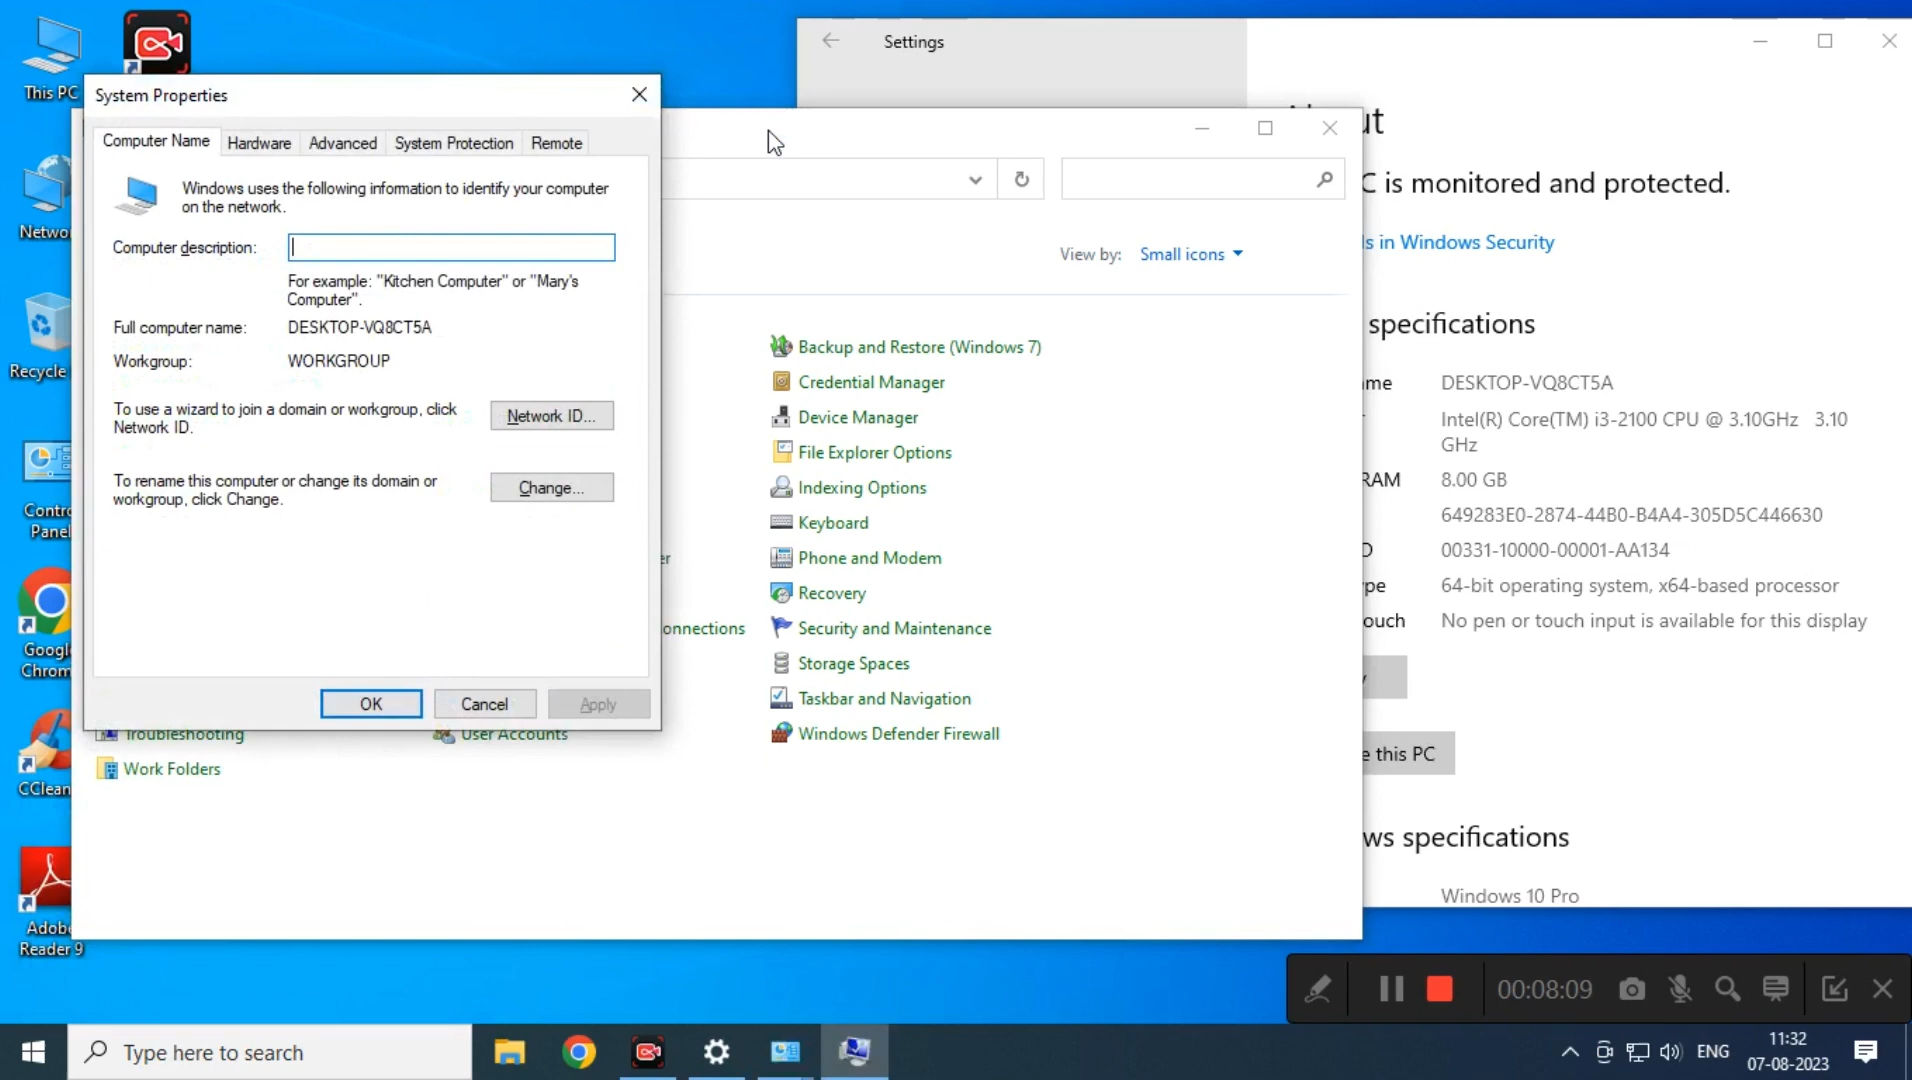 This PC
Netwo
Recycle
Contro
Panel
Google
Chrom
CClean
Adobe
Reader 9
System Properties
Computer Name
Hardware
Advanced
System Protection
Remote
Windows uses the following information to identify your computer
on the network.
Computer description:
For example: "Kitchen Computer" or "Mary's
Computer".
Full computer name:
DESKTOP-VQ8CT5A
Workgroup:
WORKGROUP
To use a wizard to join a domain or workgroup, click
Network ID.
Network ID...
To rename this computer or change its domain or
workgroup, click Change.
Change...
OK
Cancel
Apply
View by:
Small icons
er
onnections
Troubleshooting
User Accounts
Work Folders
Backup and Restore (Windows 7)
Credential Manager
Device Manager
File Explorer Options
Indexing Options
Keyboard
Phone and Modem
Recovery
Security and Maintenance
Storage Spaces
Taskbar and Navigation
Windows Defender Firewall
Settings
ut
C is monitored and protected.
ls in Windows Security
specifications
me
DESKTOP-VQ8CT5A
Intel(R) Core(TM) i3-2100 CPU @ 3.10GHz 3.10
GHz
RAM
8.00 GB
649283E0-2874-44B0-B4A4-305D5C446630
D
00331-10000-00001-AA134
pe
64-bit operating system, x64-based processor
ouch
No pen or touch input is available for this display
y
e this PC
ws specifications
Windows 10 Pro
00:08:09
Type here to search
ENG
11:32
07-08-2023